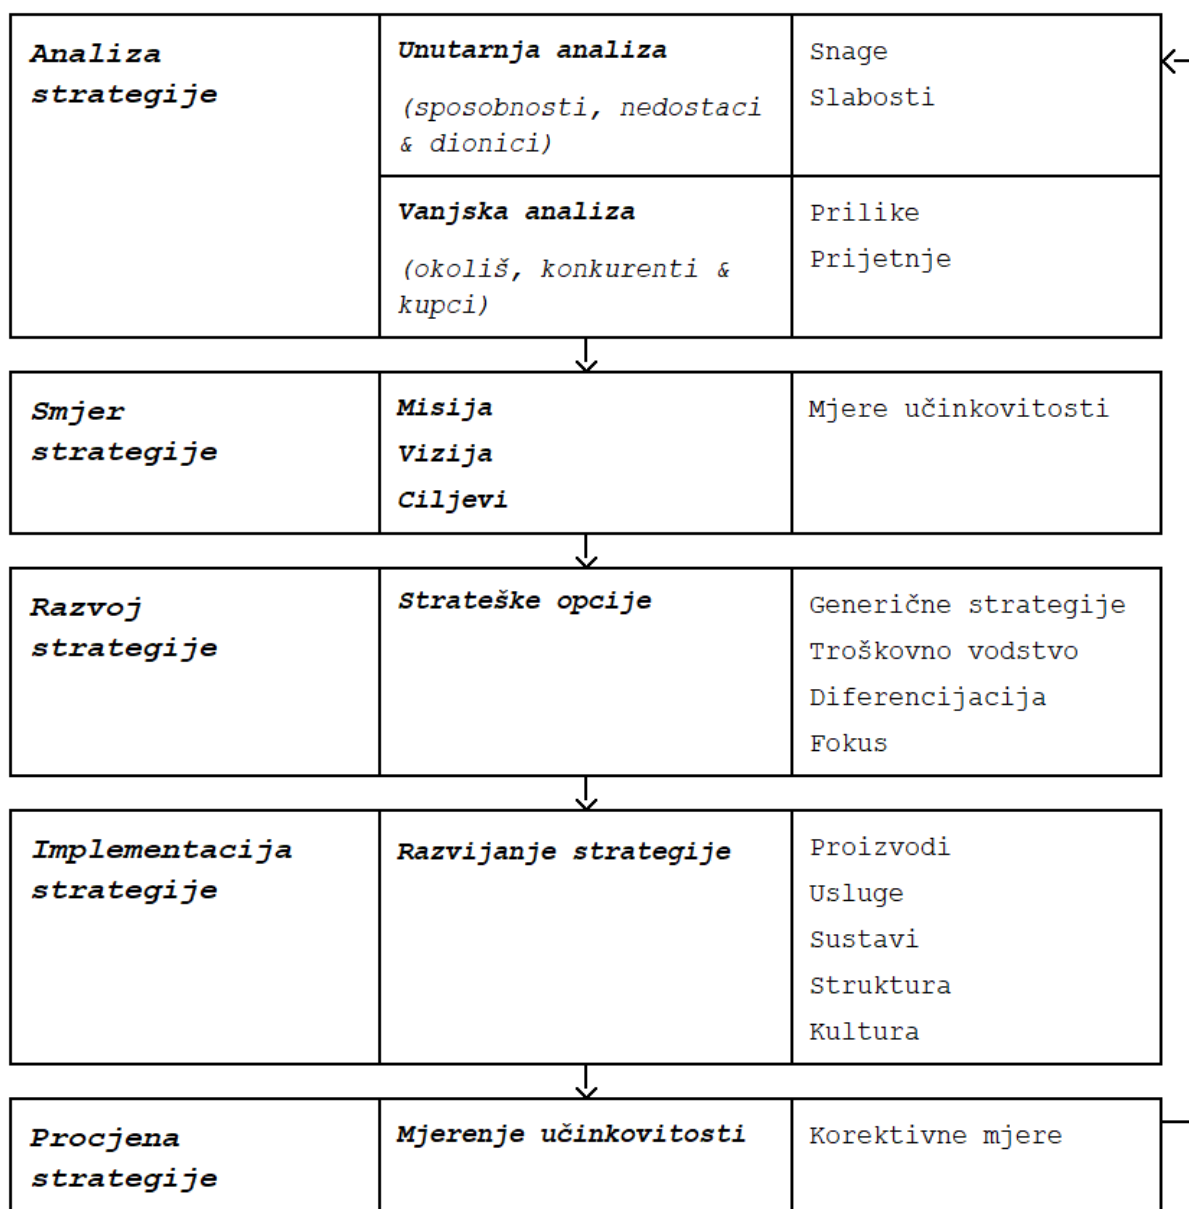 Analiza
strategije
Unutarnja analiza
(sposobnosti, nedostaci
& dionici)
Snage
Slabosti
Vanjska analiza
(okoliš, konkurenti &
kupci)
Prilike
Prijetnje
Smjer
strategije
Misija
Vizija
Ciljevi
Mjere učinkovitosti
Razvoj
strategije
Strateške opcije
Generične strategije
Troškovno vodstvo
Diferencijacija
Fokus
Implementacija
strategije
Razvijanje strategije
Proizvodi
Usluge
Sustavi
Struktura
Kultura
Procjena
strategije
Mjerenje učinkovitosti
Korektivne mjere